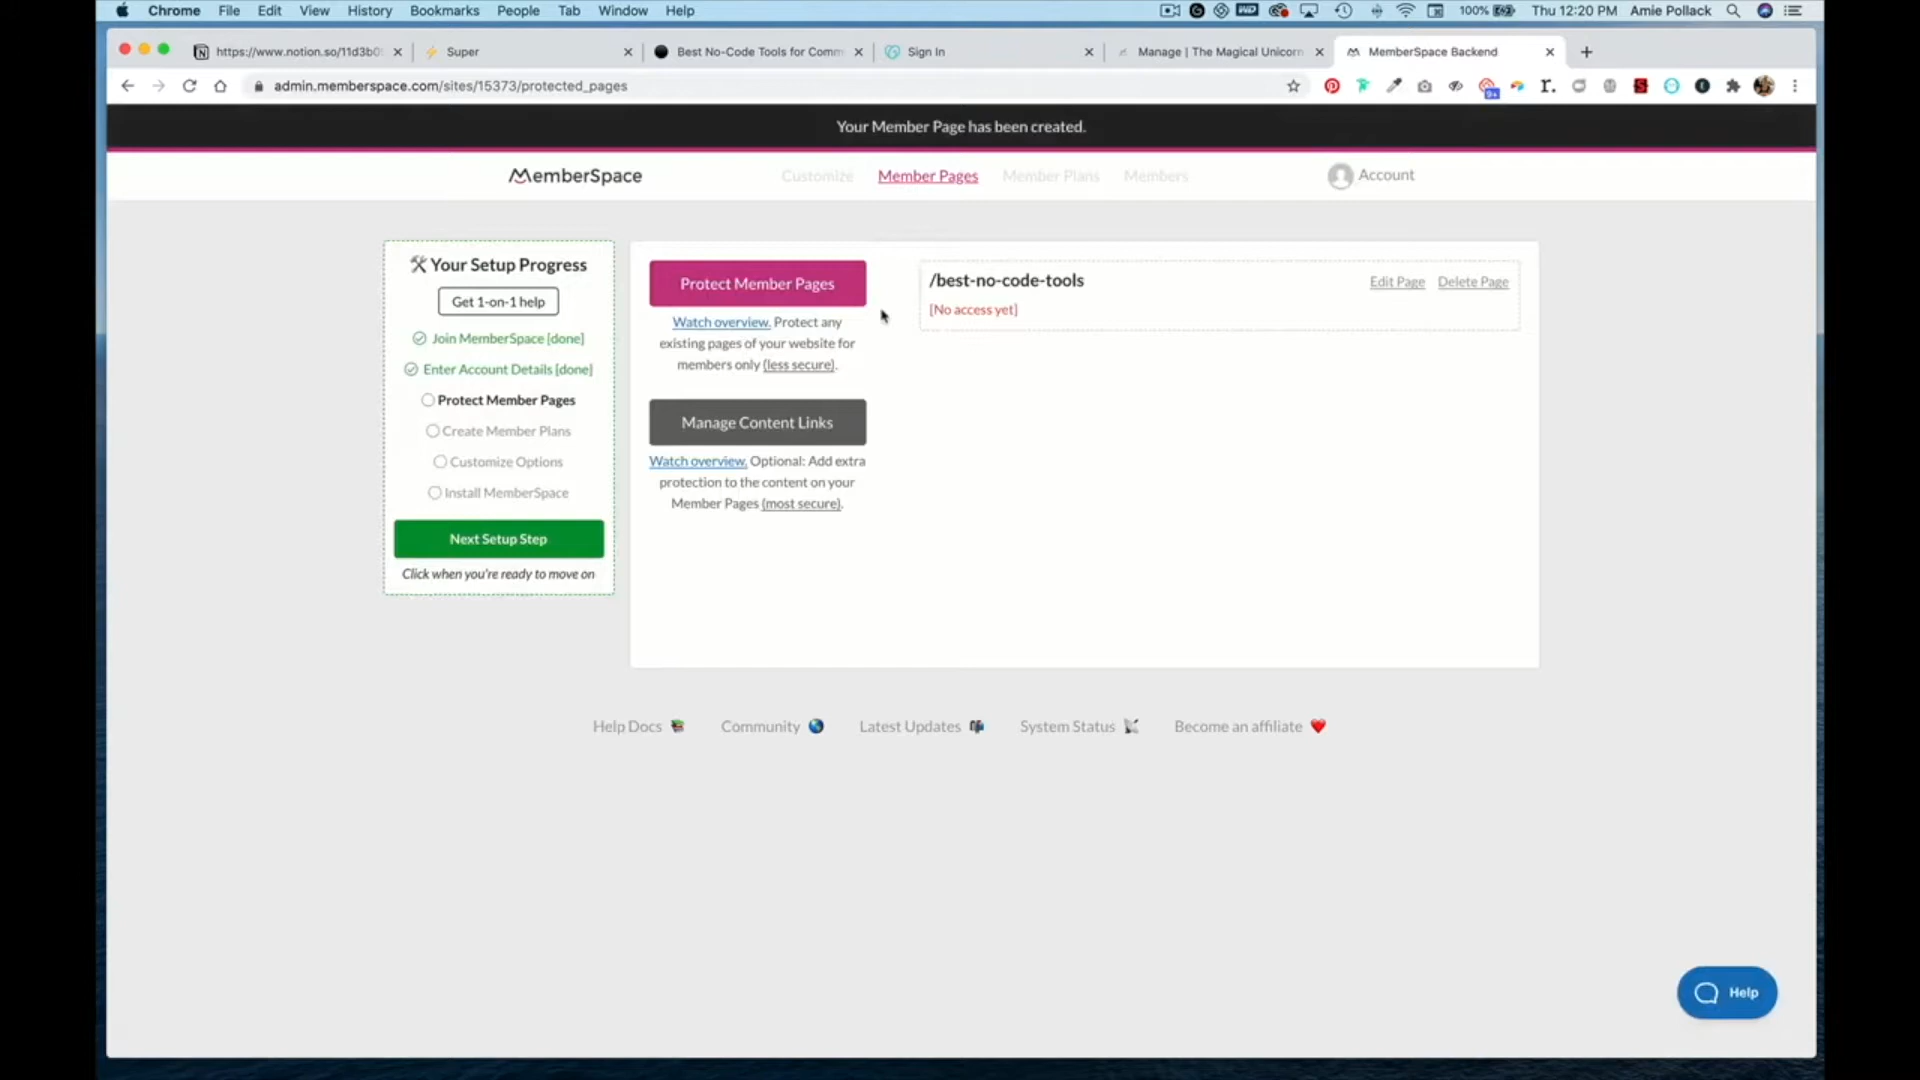 Chrome File Edit View History Bookmarks People Tab Window Help
100% Thu 12:20 PM Amie Pollack
https://www.notion.so/11d3b0
Super
Best No-Code Tools for Comm
Sign In
Manage | The Magical Unicorn
MemberSpace Backend
admin.memberspace.com/sites/15373/protected_pages
9+
Your Member Page has been created.
MemberSpace
Customize Member Pages Member Plans Members
Account
Your Setup Progress
Get 1-on-1 help
Join MemberSpace [done]
Enter Account Details [done]
Protect Member Pages
Create Member Plans
Customize Options
Install MemberSpace
Next Setup Step
Click when you're ready to move on
Protect Member Pages
Watch overview. Protect any
existing pages of your website for
members only (less secure).
Manage Content Links
Watch overview. Optional: Add extra
protection to the content on your
Member Pages (most secure).
/best-no-code-tools
[No access yet]
Edit Page Delete Page
Help Docs Community Latest Updates System Status Become an affiliate
Help